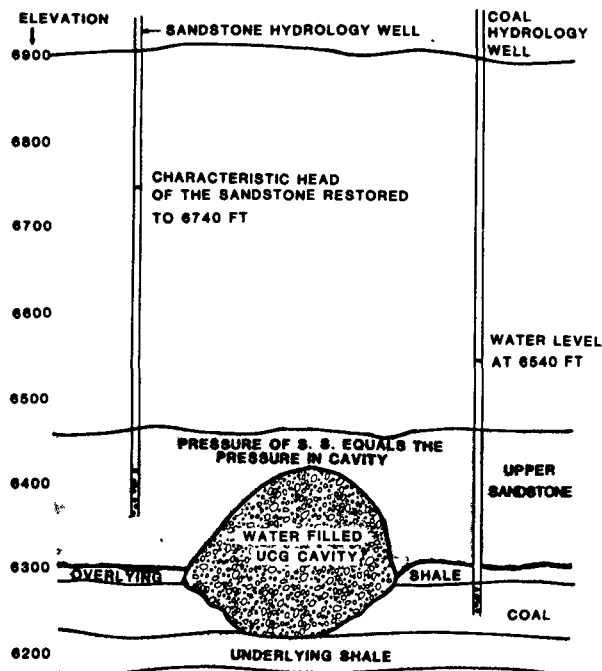 ELEVATION
SANDSTONE HYDROLOGY WELL
COAL
HYDROLOGY
WELL
6900
6800
CHARACTERISTIC HEAD
OF THE SANDSTONE RESTORED
TO 6740 FT
6700
6600
WATER LEVEL
AT 6540 FT
6500
PRESSURE OF S. S. EQUALS THE
PRESSURE IN CAVITY
UPPER
SANDSTONE
6400
WATER FILLED
UCG CAVITY
6300
OVERLYING
SHALE
COAL
6200
UNDERLYING SHALE